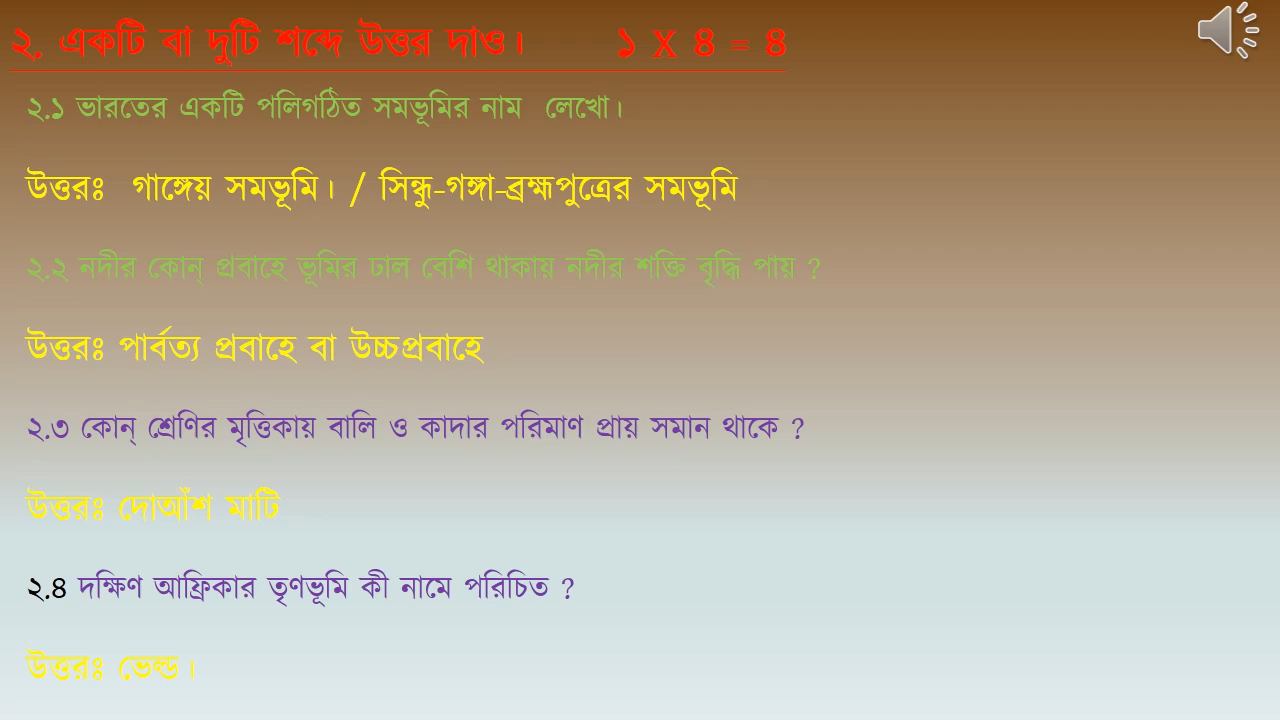 ২. একটি বা দুটি শব্দে উত্তর দাও। ১ X ৪ = ৪
২.১ ভারতের একটি পলিগঠিত সমভূমির নাম লেখো।
উত্তরঃ গাঙ্গেয় সমভূমি। / সিন্ধু-গঙ্গা-ব্রহ্মপুত্রের সমভূমি
২.২ নদীর কোন্ প্রবাহে ভূমির ঢাল বেশি থাকায় নদীর শক্তি বৃদ্ধি পায় ?
উত্তরঃ পার্বত্য প্রবাহে বা উচ্চপ্রবাহে
২.৩ কোন্ শ্রেণির মৃত্তিকায় বালি ও কাদার পরিমাণ প্রায় সমান থাকে ?
উত্তরঃ দোআঁশ মাটি
২.৪ দক্ষিণ আফ্রিকার তৃণভূমি কী নামে পরিচিত ?
উত্তরঃ ভেল্ড।